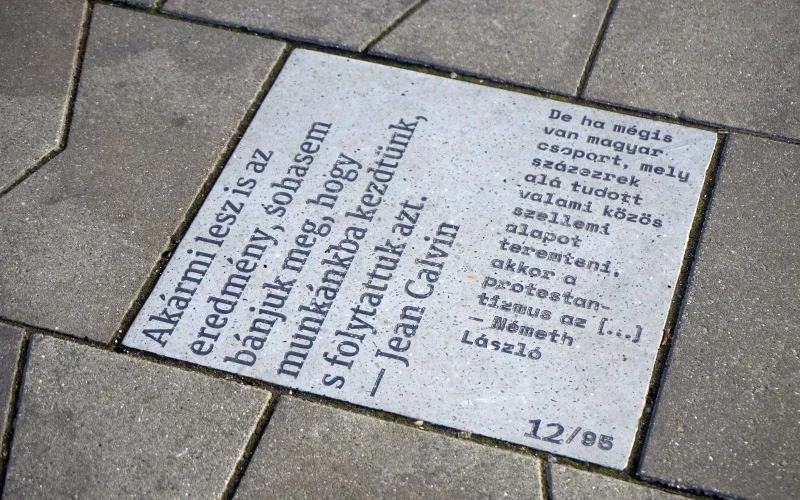 Akármi lesz is az
eredmény, sohasem
bánjuk meg, hogy
munkánkba kezdtünk,
s folytattuk azt.
— Jean Calvin
De ha mégis
van magyar
csoport, mely
százezrek
alá tudott
valami közös
szellemi
alapot
teremteni,
akkor a
protestan-
tizmus az [...]
– Németh
László
12/95